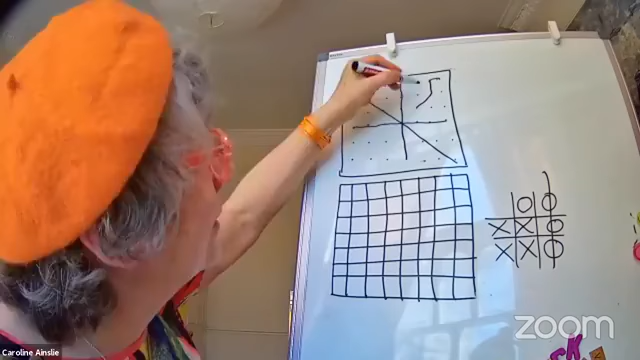 O O
X X O
X X O
zoom
Caroline Ainslie